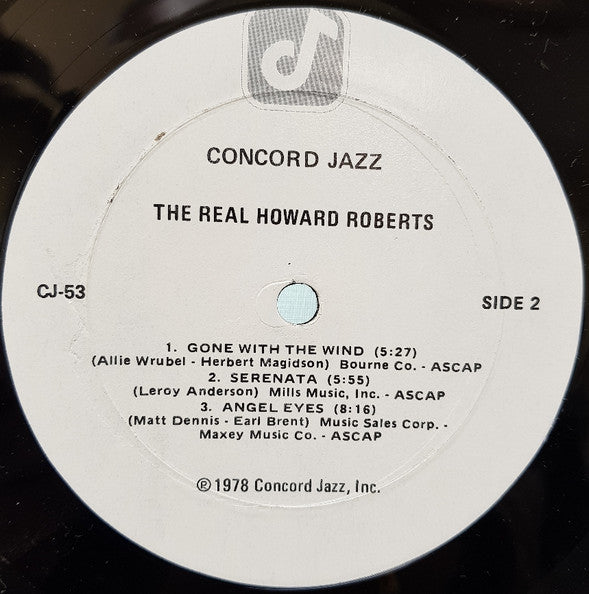 CONCORD JAZZ
THE REAL HOWARD ROBERTS
CJ-53
SIDE 2
1. GONE WITH THE WIND (5:27)
(Allie Wrubel - Herbert Magidson) Bourne Co. - ASCAP
2. SERENATA (5:55)
(Leroy Anderson) Mills Music, Inc. - ASCAP
3. ANGEL EYES (8:16)
(Matt Dennis - Earl Brent) Music Sales Corp. -
Maxey Music Co. - ASCAP
℗ 1978 Concord Jazz, Inc.